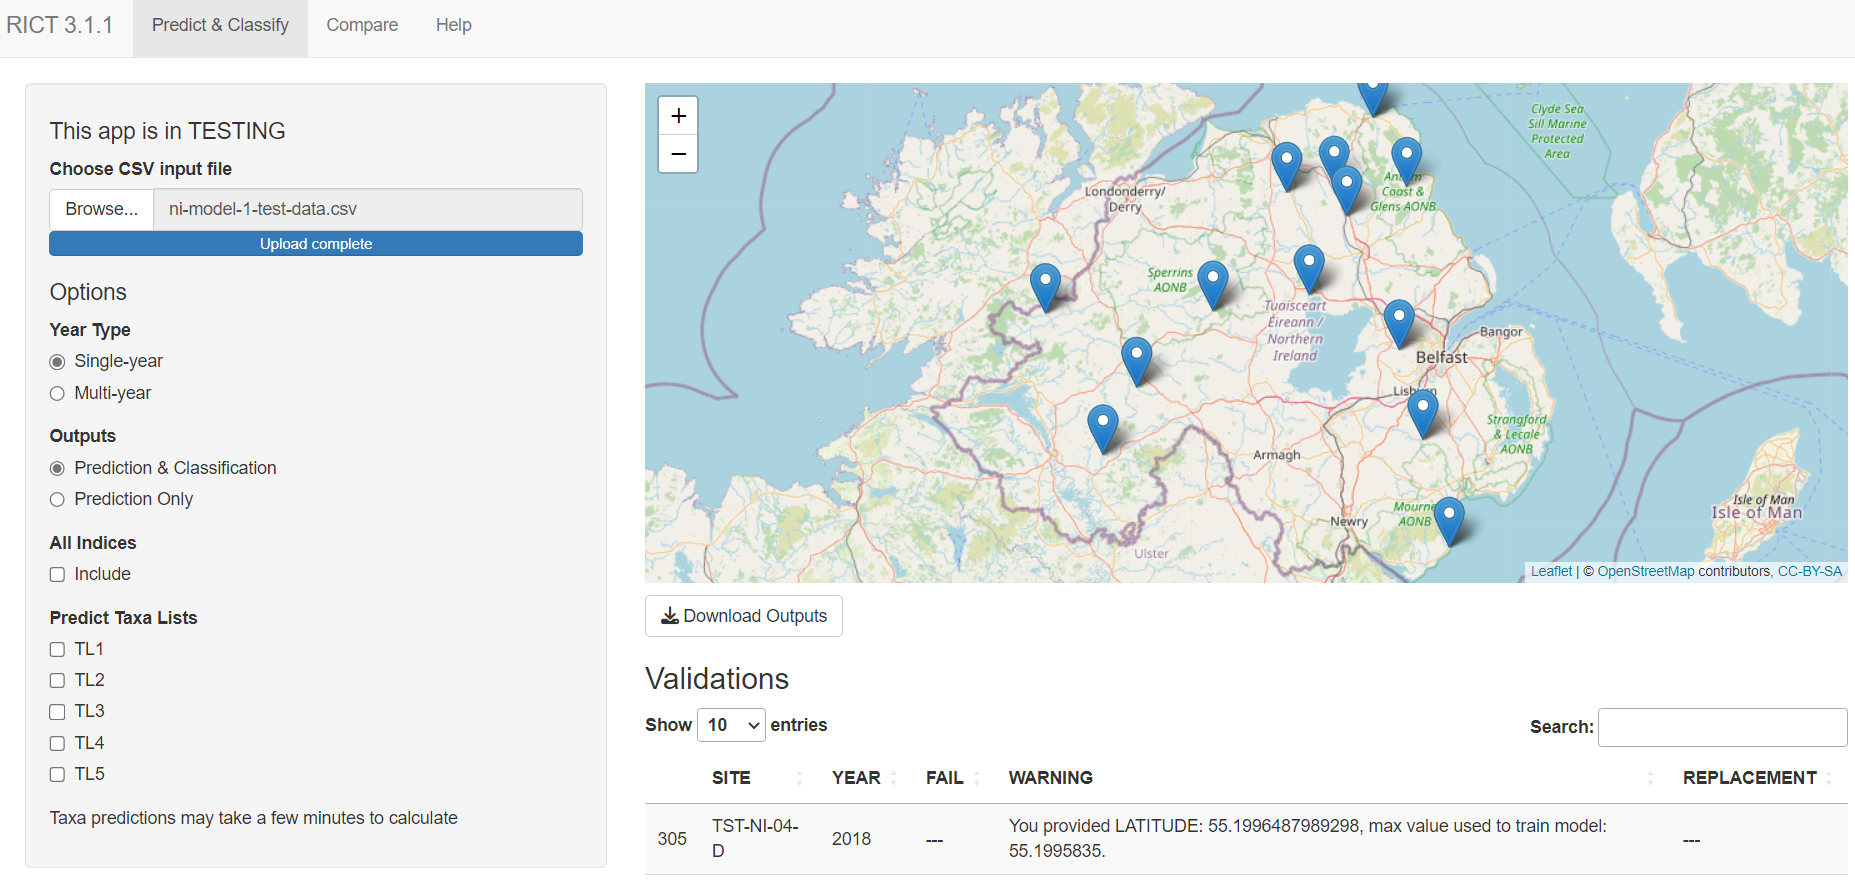 RICT 3.1.1 Predict & Classify Compare Help
This app is in TESTING
Choose CSV input file
Browse... ni-model-1-test-data.csv
Upload complete
Options
Year Type
Single-year
Multi-year
Outputs
Prediction & Classification
Prediction Only
All Indices
Include
Predict Taxa Lists
TL1
TL2
TL3
TL4
TL5
Taxa predictions may take a few minutes to calculate
+
−
Clyde Sea
Sill Marine
Protected
Area
Londonderry/
Derry
Coast &
Glens AONB
Sperrins
AONB
Tuaisceart
Éireann /
Northern
Ireland
Bangor
Belfast
Strangford
& Lecale
AONB
Armagh
Newry
Mourne
AONB
Ulster
Isle of Man
Isle of Man
Leaflet | © OpenStreetMap contributors, CC-BY-SA
Download Outputs
Validations
Show 10 entries
Search:
SITE YEAR FAIL WARNING REPLACEMENT
305 TST-NI-04-
D 2018 --- You provided LATITUDE: 55.1996487989298, max value used to train model:
55.1995835. ---